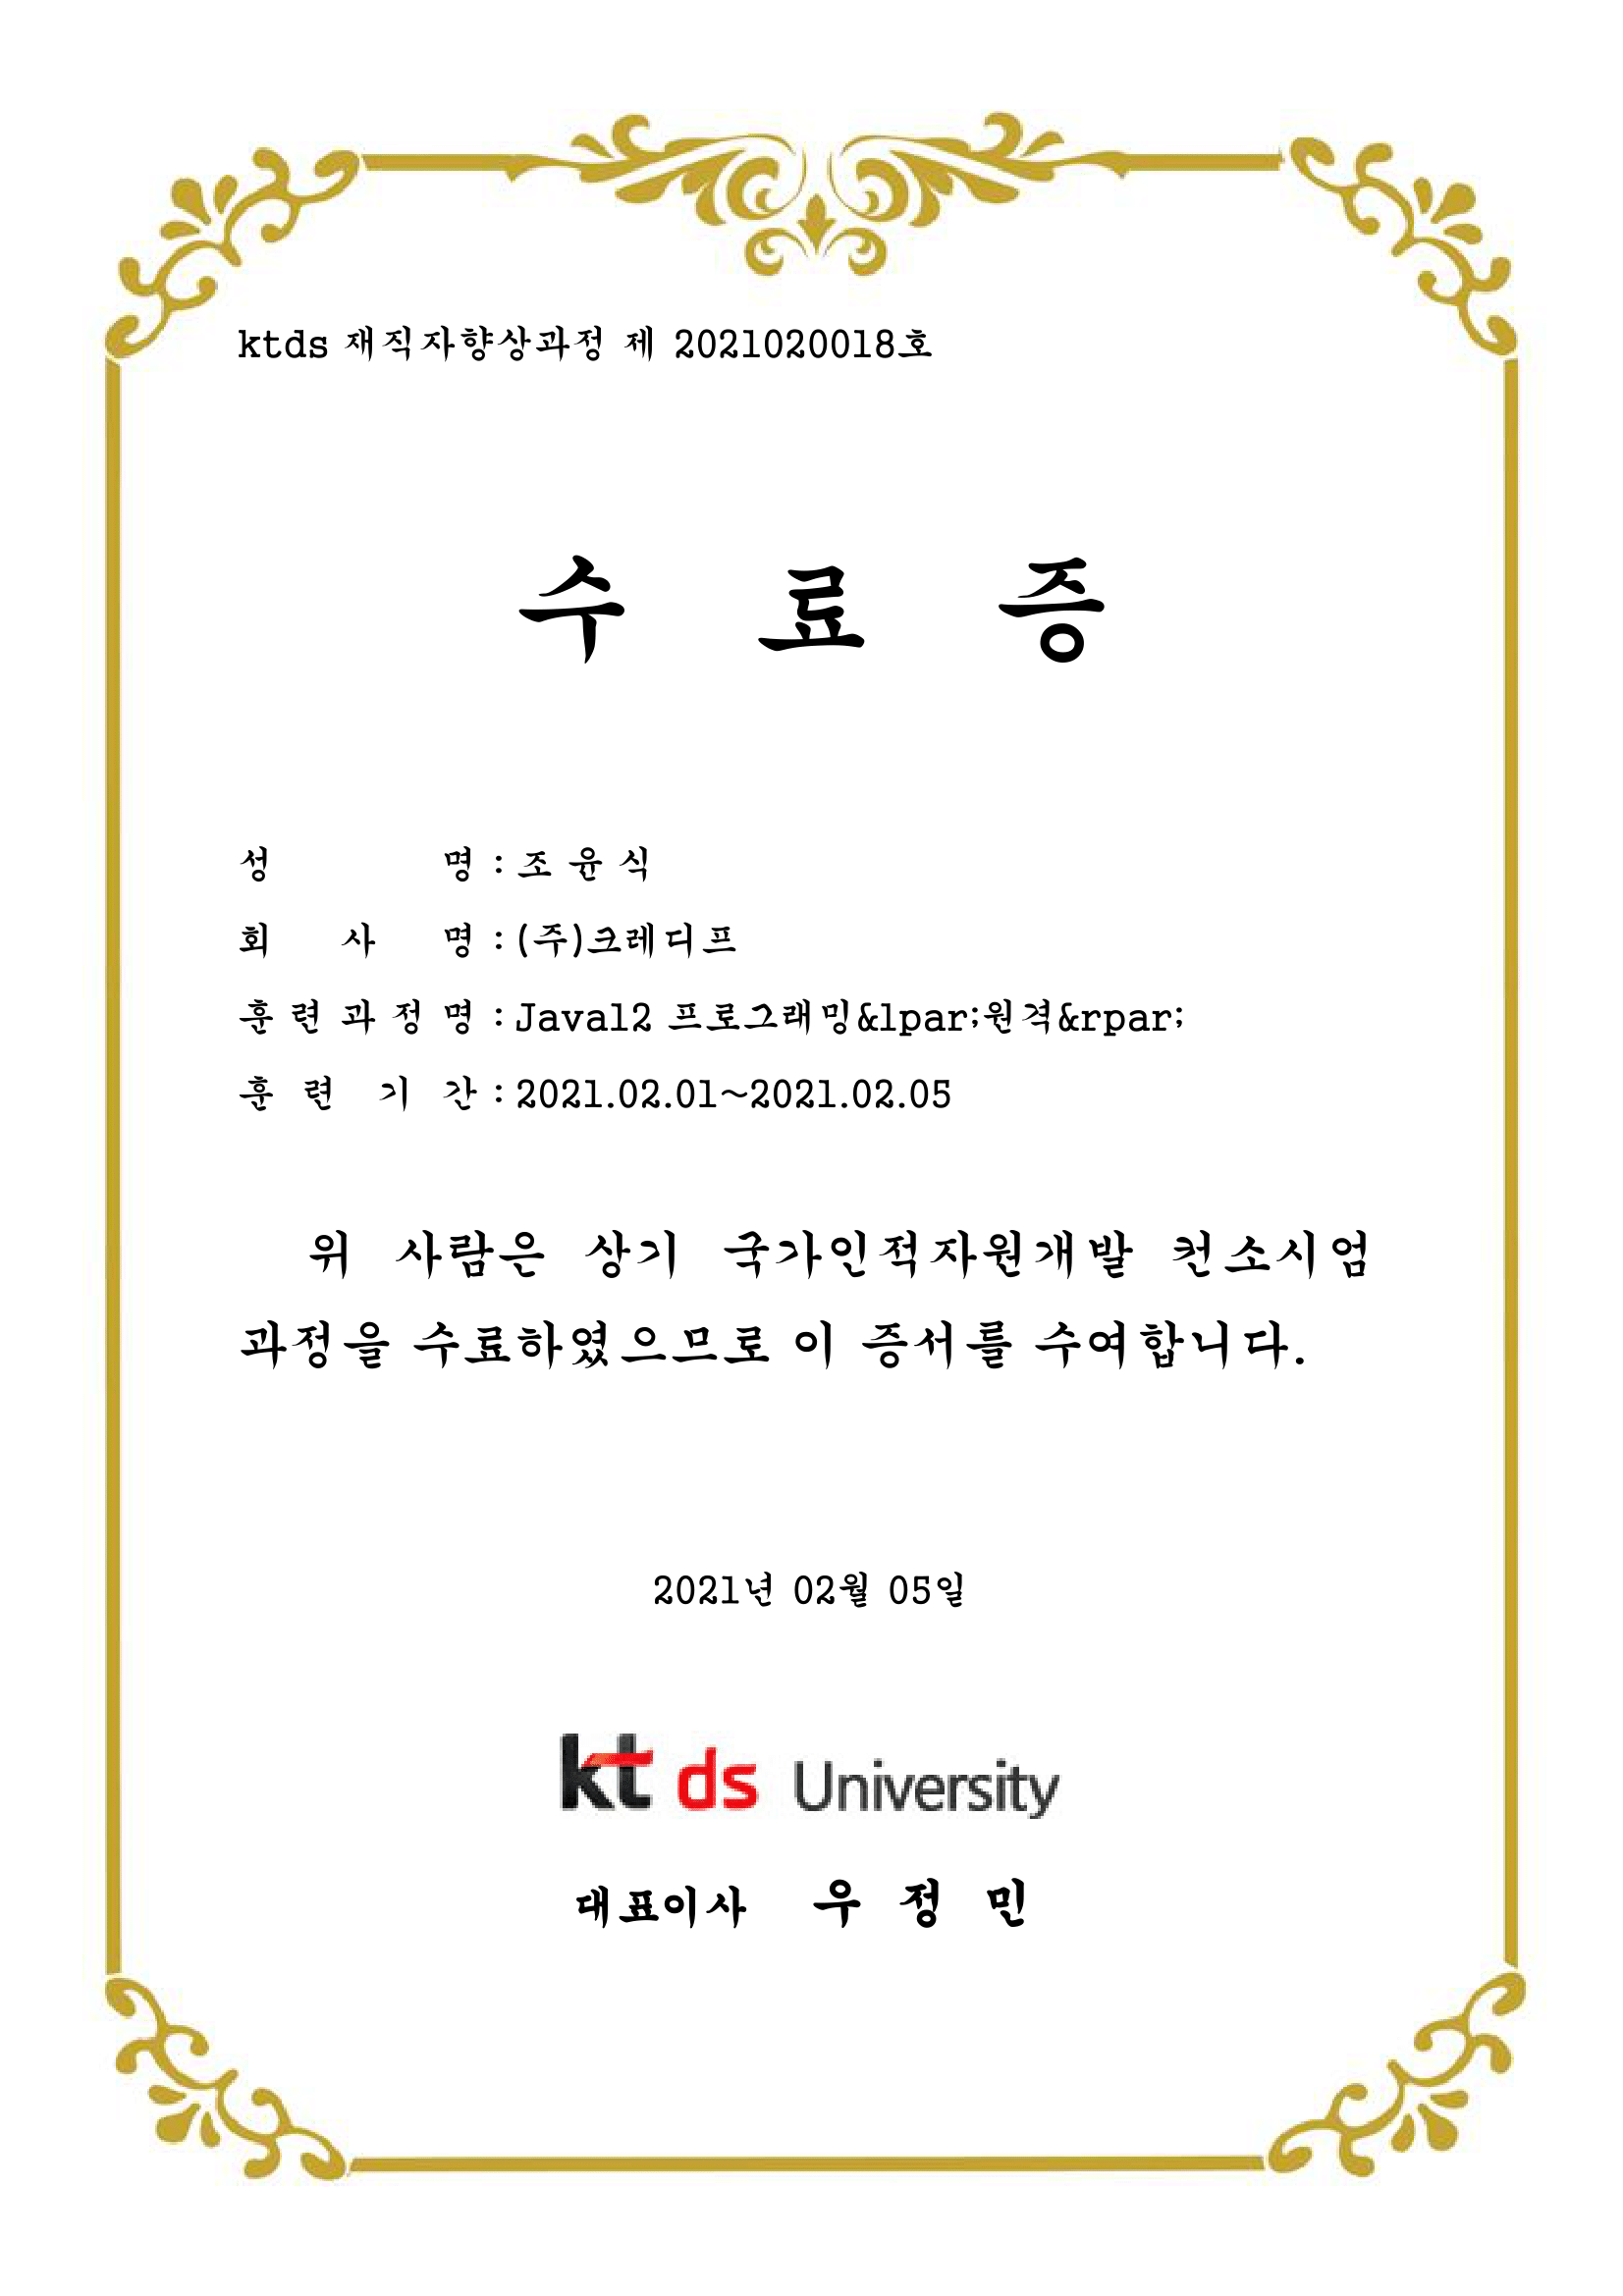 ktds 재직자향상과정 제 2021020018호
수 료 증
성 명 : 조 윤 식
회 사 명 : (주)크레디프
훈 련 과 정 명 : Java12 프로그래밍&lpar;원격&rpar;
훈 련 기 간 : 2021.02.01~2021.02.05
위 사람은 상기 국가인적자원개발 컨소시엄
과정을 수료하였으므로 이 증서를 수여합니다.
2021년 02월 05일
kt ds University
대표이사 우 정 민